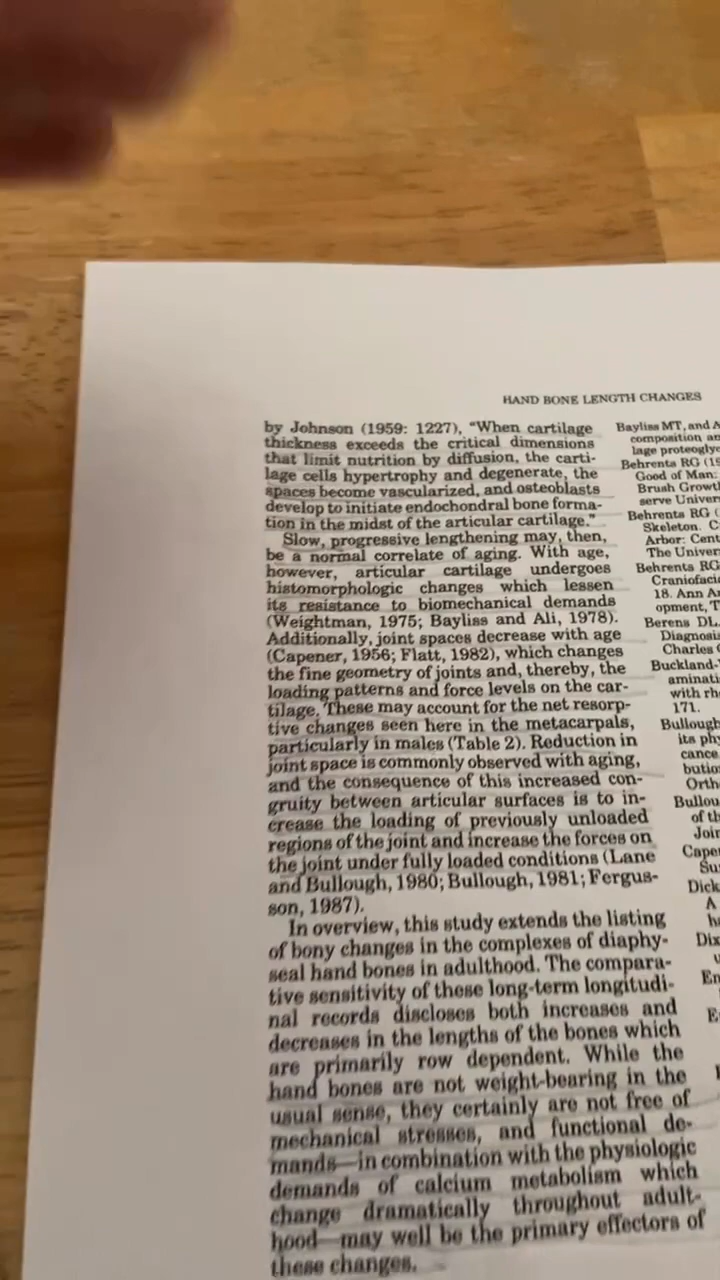 HAND BONE LENGTH CHANGES
by Johnson (1959: 1227), "When cartilage
thickness exceeds the critical dimensions
that limit nutrition by diffusion, the carti-
lage cells hypertrophy and degenerate, the
spaces become vascularized, and osteoblasts
develop to initiate endochondral bone forma-
tion in the midst of the articular cartilage."
Slow, progressive lengthening may, then,
be a normal correlate of aging. With age,
however, articular cartilage undergoes
histomorphologic changes which lessen
its resistance to biomechanical demands
(Weightman, 1975; Bayliss and Ali, 1978).
Additionally, joint spaces decrease with age
(Capener, 1956; Flatt, 1982), which changes
the fine geometry of joints and, thereby, the
loading patterns and force levels on the car-
tilage. These may account for the net resorp-
tive changes seen here in the metacarpals,
particularly in males (Table 2). Reduction in
joint space is commonly observed with aging,
and the consequence of this increased con-
gruity between articular surfaces is to in-
crease the loading of previously unloaded
regions of the joint and increase the forces on
the joint under fully loaded conditions (Lane
and Bullough, 1980; Bullough, 1981; Fergus-
son, 1987).
In overview, this study extends the listing
of bony changes in the complexes of diaphy-
seal hand bones in adulthood. The compara-
tive sensitivity of these long-term longitudi-
nal records discloses both increases and
decreases in the lengths of the bones which
are primarily row dependent. While the
hand bones are not weight-bearing in the
usual sense, they certainly are not free of
mechanical stresses, and functional de-
mands—in combination with the physiologic
demands of calcium metabolism which
change dramatically throughout adult-
hood—may well be the primary effectors of
these changes.
Bayliss MT, and A
composition an
lage proteogly
Behrents RG (19
Good of Man:
Brush Growt
serve Univer
Behrents RG (
Skeleton. C
Arbor: Cent
The Univer
Behrents RG
Craniofaci
18. Ann A
opment, T
Berens DL
Diagnosi
Charles C
Buckland-
aminati
with rh
171.
Bullough
its phy
cance
butio
Orth
Bullou
of th
Join
Cape
Su
Dick
A
h
Dix
En
E